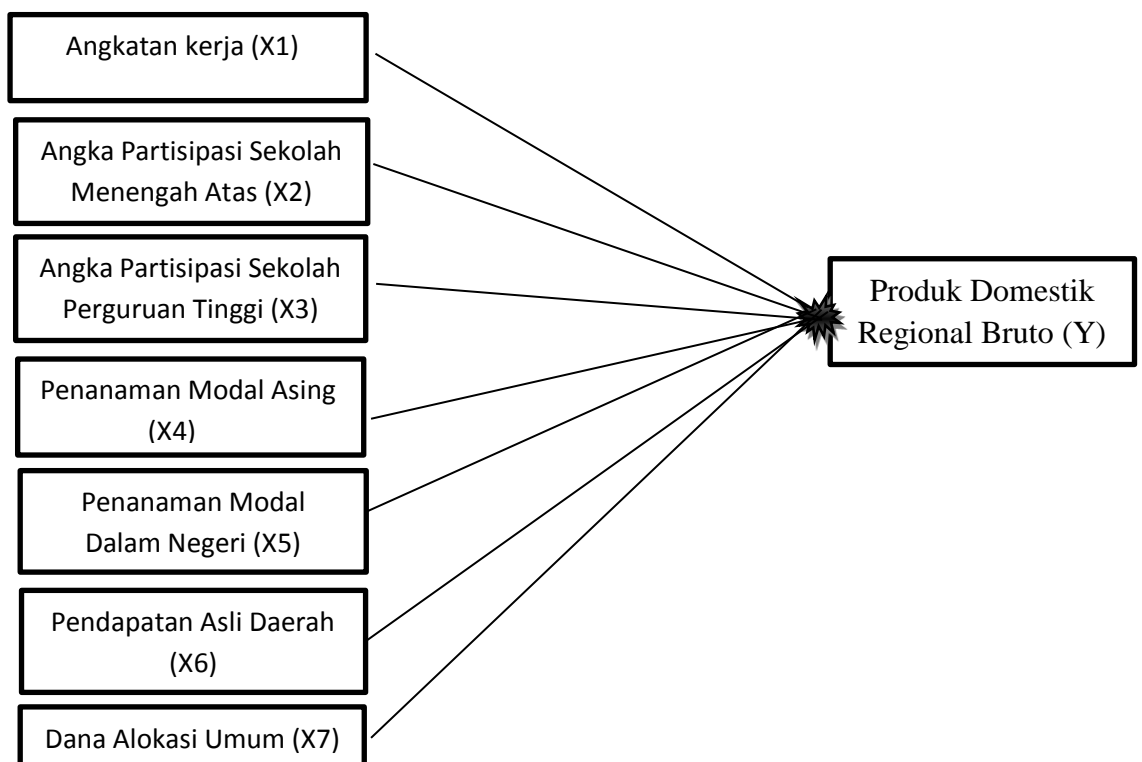 Angkatan kerja (X1)
Angka Partisipasi Sekolah
Menengah Atas (X2)
Angka Partisipasi Sekolah
Perguruan Tinggi (X3)
Penanaman Modal Asing
(X4)
Penanaman Modal
Dalam Negeri (X5)
Pendapatan Asli Daerah
(X6)
Dana Alokasi Umum (X7)
Produk Domestik
Regional Bruto (Y)